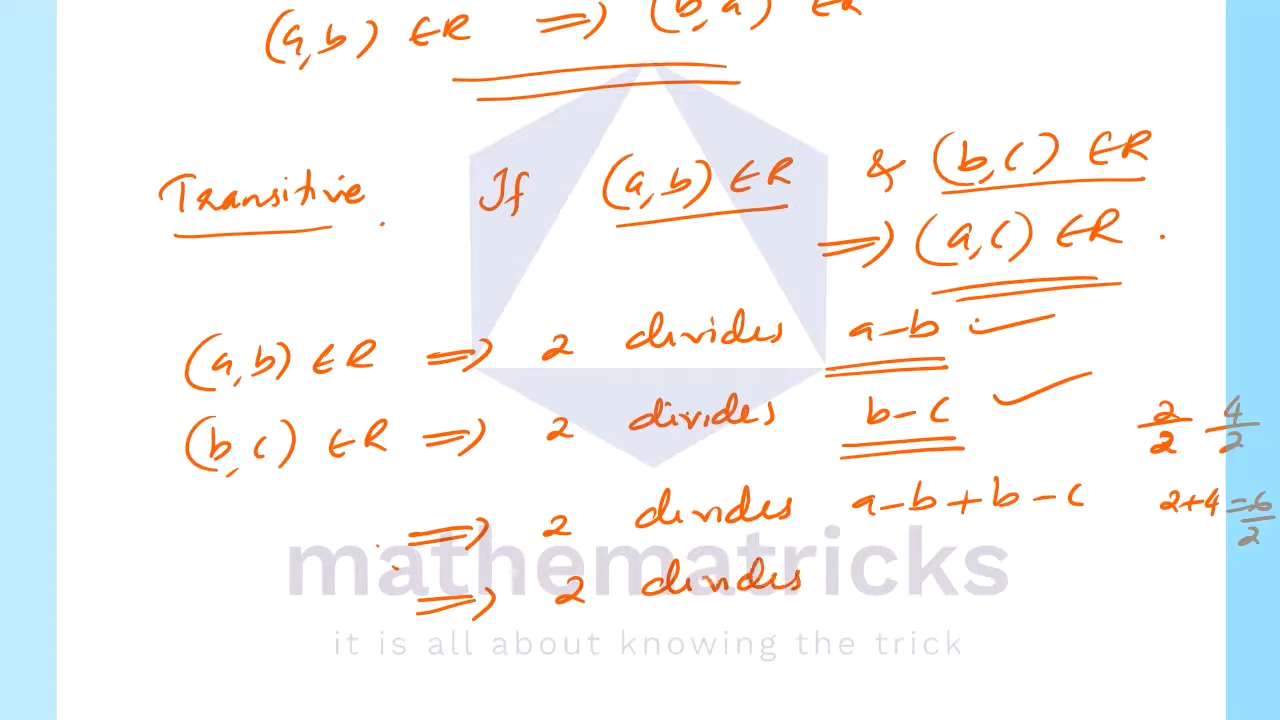 (a,b) ∈R ⟹ (b,a) ∈R
Transitive. If (a,b) ∈R & (b,c) ∈R
⟹ (a,c) ∈R.
(a,b) ∈R ⟹ 2 divides a-b
(b,c) ∈R ⟹ 2 divides b-c
2/2 4/2
⟹ 2 divides a-b+b-c
2+4=6/2
⟹ 2 divides
mathematricks
it is all about knowing the trick